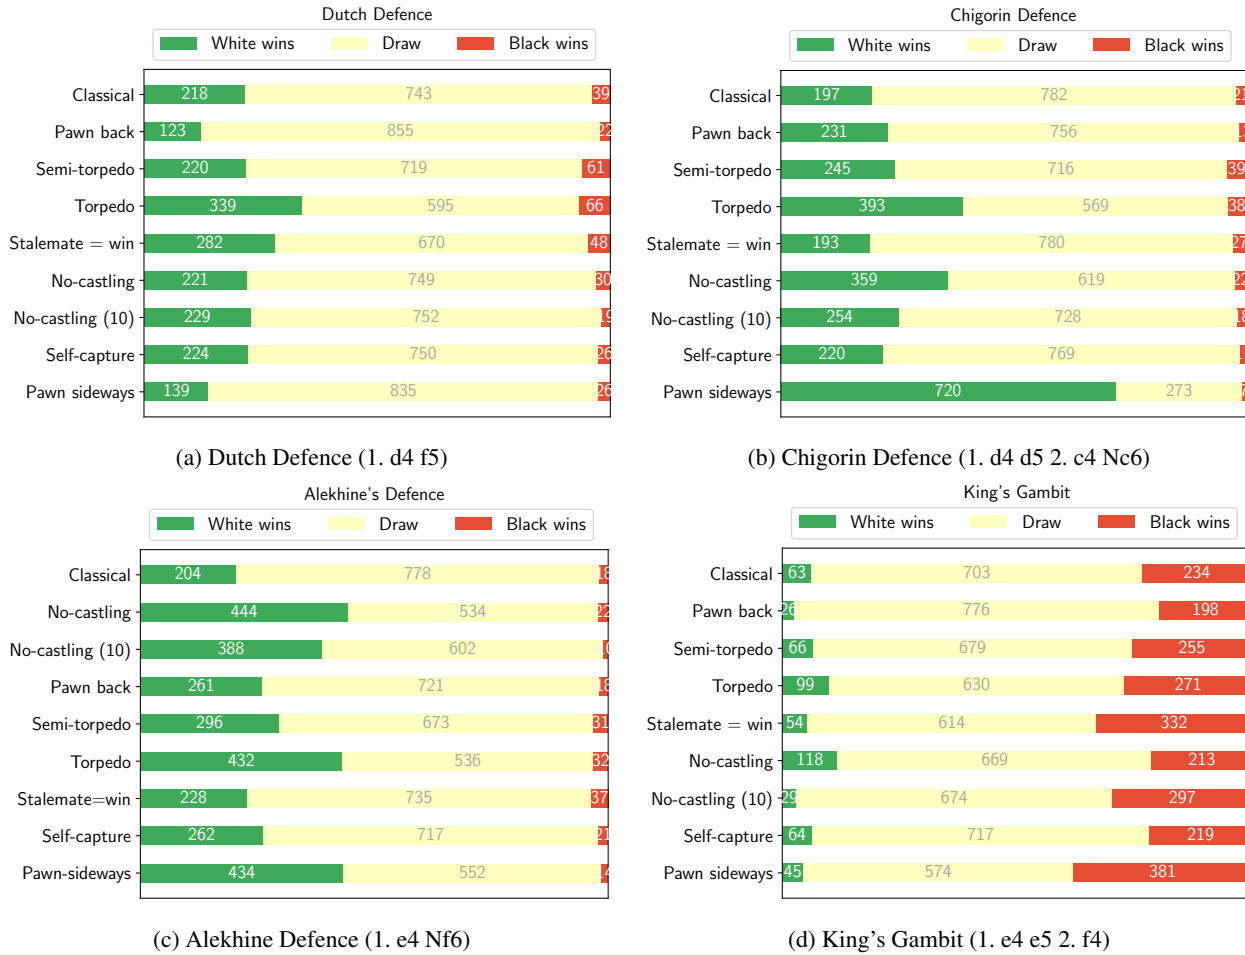 Dutch Defence
White wins Draw Black wins
Classical 218 743 39
Pawn back 123 855 22
Semi-torpedo 220 719 61
Torpedo 339 595 66
Stalemate = win 282 670 48
No-castling 221 749 30
No-castling (10) 229 752 19
Self-capture 224 750 26
Pawn sideways 139 835 26
(a) Dutch Defence (1. d4 f5)
Chigorin Defence
White wins Draw Black wins
Classical 197 782 21
Pawn back 231 756
Semi-torpedo 245 716 39
Torpedo 393 569 38
Stalemate = win 193 780 27
No-castling 359 619 22
No-castling (10) 254 728 18
Self-capture 220 769
Pawn sideways 720 273 7
(b) Chigorin Defence (1. d4 d5 2. c4 Nc6)
Alekhine's Defence
White wins Draw Black wins
Classical 204 778 18
No-castling 444 534 22
No-castling (10) 388 602 10
Pawn back 261 721 18
Semi-torpedo 296 673 31
Torpedo 432 536 32
Stalemate=win 228 735 37
Self-capture 262 717 21
Pawn-sideways 434 552 14
(c) Alekhine Defence (1. e4 Nf6)
King's Gambit
White wins Draw Black wins
Classical 63 703 234
Pawn back 26 776 198
Semi-torpedo 66 679 255
Torpedo 99 630 271
Stalemate = win 54 614 332
No-castling 118 669 213
No-castling (10) 29 674 297
Self-capture 64 717 219
Pawn sideways 45 574 381
(d) King's Gambit (1. e4 e5 2. f4)